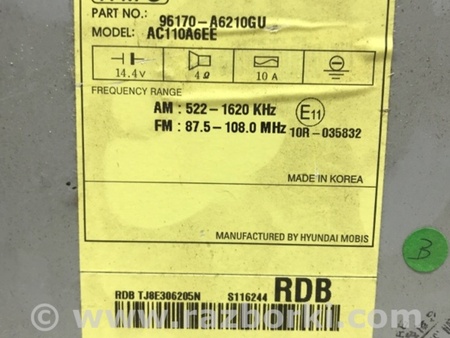 PART NO.: 96170-A6210GU
MODEL: AC110A6EE
14.4v 4Ω 10 A
FREQUENCY RANGE
AM : 522-1620 KHz
FM : 87.5-108.0 MHz
E11
10R-035832
MADE IN KOREA
MANUFACTURED BY HYUNDAI MOBIS
B
RDB TJ8E306205N S116244 RDB
www.razborki.com